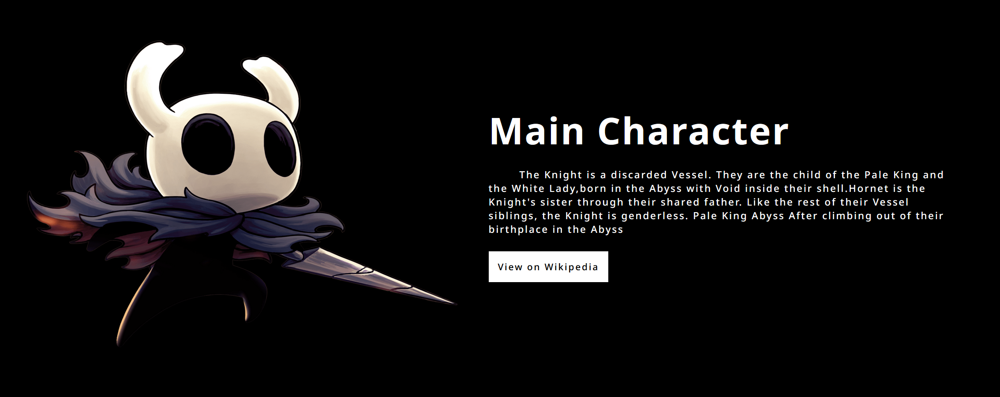 Main Character
The Knight is a discarded Vessel. They are the child of the Pale King and
the White Lady,born in the Abyss with Void inside their shell.Hornet is the
Knight's sister through their shared father. Like the rest of their Vessel
siblings, the Knight is genderless. Pale King Abyss After climbing out of their
birthplace in the Abyss
View on Wikipedia